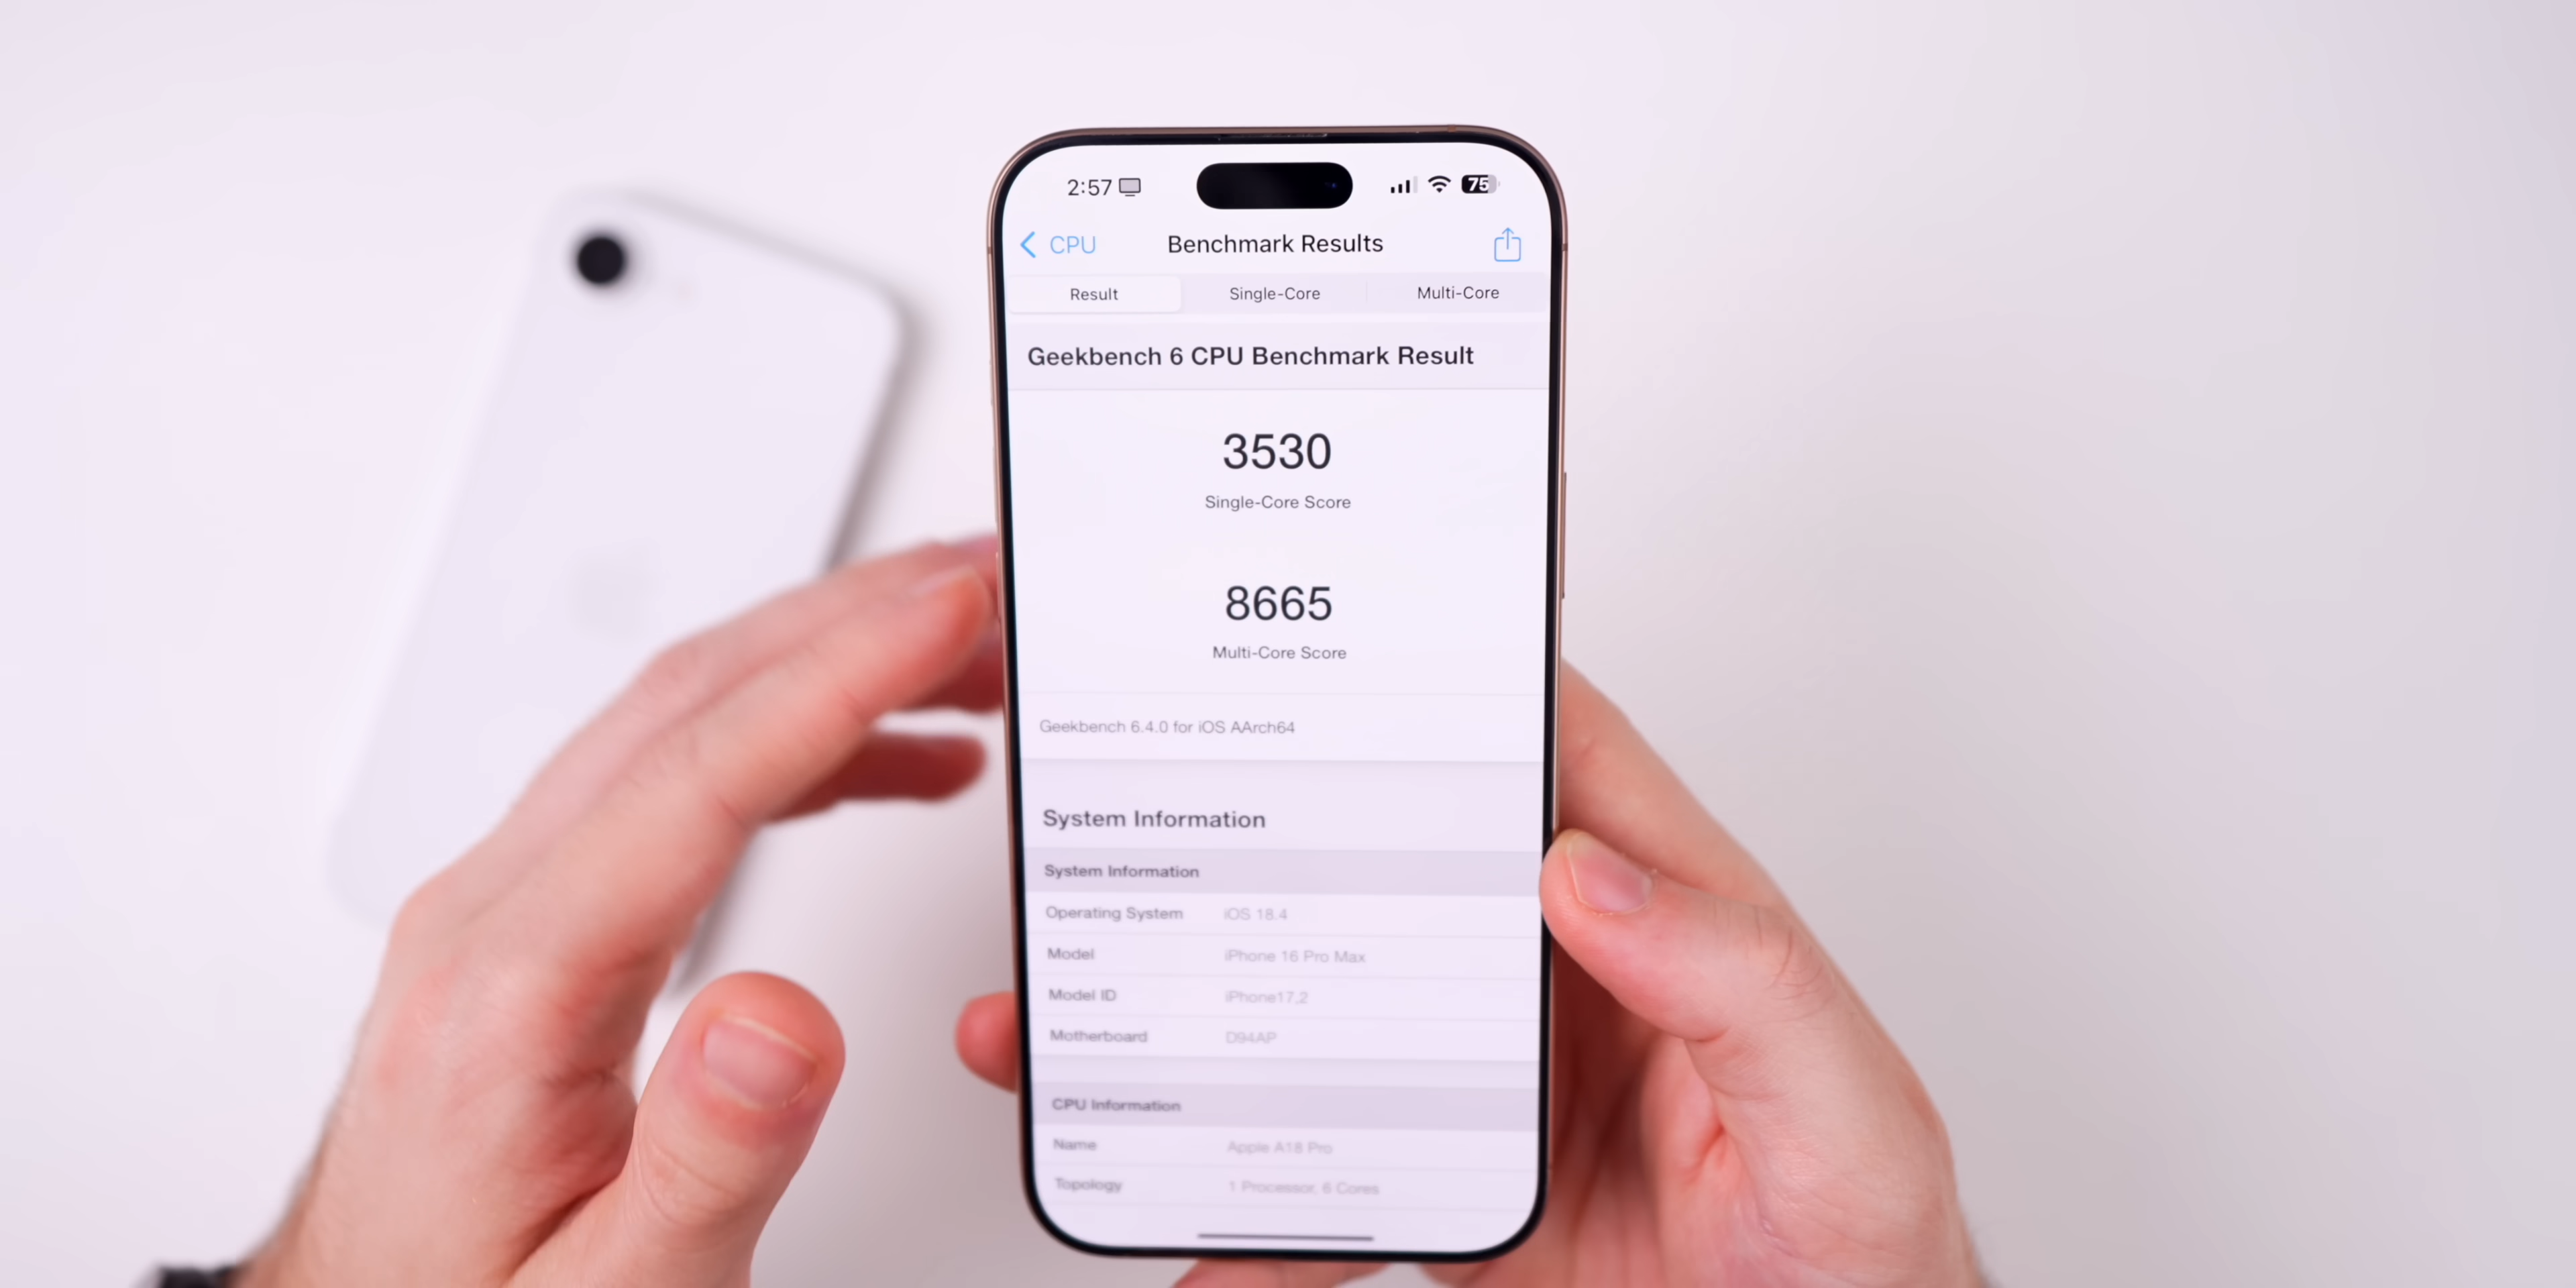 2:57 75
CPU Benchmark Results
Result Single-Core Multi-Core
Geekbench 6 CPU Benchmark Result
3530
Single-Core Score
8665
Multi-Core Score
Geekbench 6.4.0 for iOS AArch64
System Information
System Information
Operating System iOS 18.4
Model iPhone 16 Pro Max
Model ID iPhone17,2
Motherboard D94AP
CPU Information
Name Apple A18 Pro
Topology 1 Processor, 6 Cores